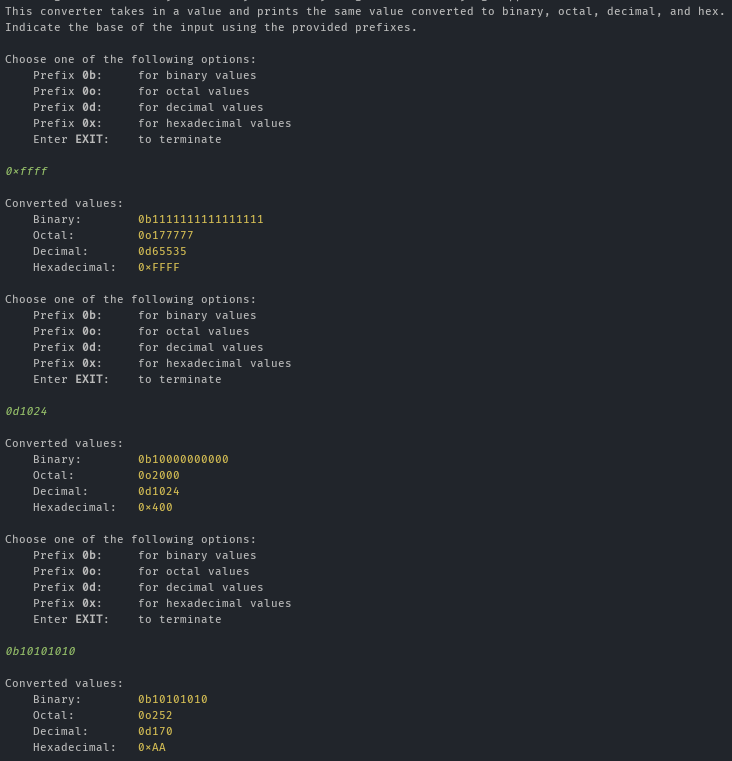 This converter takes in a value and prints the same value converted to binary, octal, decimal, and hex.
Indicate the base of the input using the provided prefixes.
Choose one of the following options:
Prefix 0b: for binary values
Prefix 0o: for octal values
Prefix 0d: for decimal values
Prefix 0x: for hexadecimal values
Enter EXIT: to terminate
0xffff
Converted values:
Binary: 0b1111111111111111
Octal: 0o177777
Decimal: 0d65535
Hexadecimal: 0xFFFF
Choose one of the following options:
Prefix 0b: for binary values
Prefix 0o: for octal values
Prefix 0d: for decimal values
Prefix 0x: for hexadecimal values
Enter EXIT: to terminate
0d1024
Converted values:
Binary: 0b10000000000
Octal: 0o2000
Decimal: 0d1024
Hexadecimal: 0x400
Choose one of the following options:
Prefix 0b: for binary values
Prefix 0o: for octal values
Prefix 0d: for decimal values
Prefix 0x: for hexadecimal values
Enter EXIT: to terminate
0b10101010
Converted values:
Binary: 0b10101010
Octal: 0o252
Decimal: 0d170
Hexadecimal: 0xAA